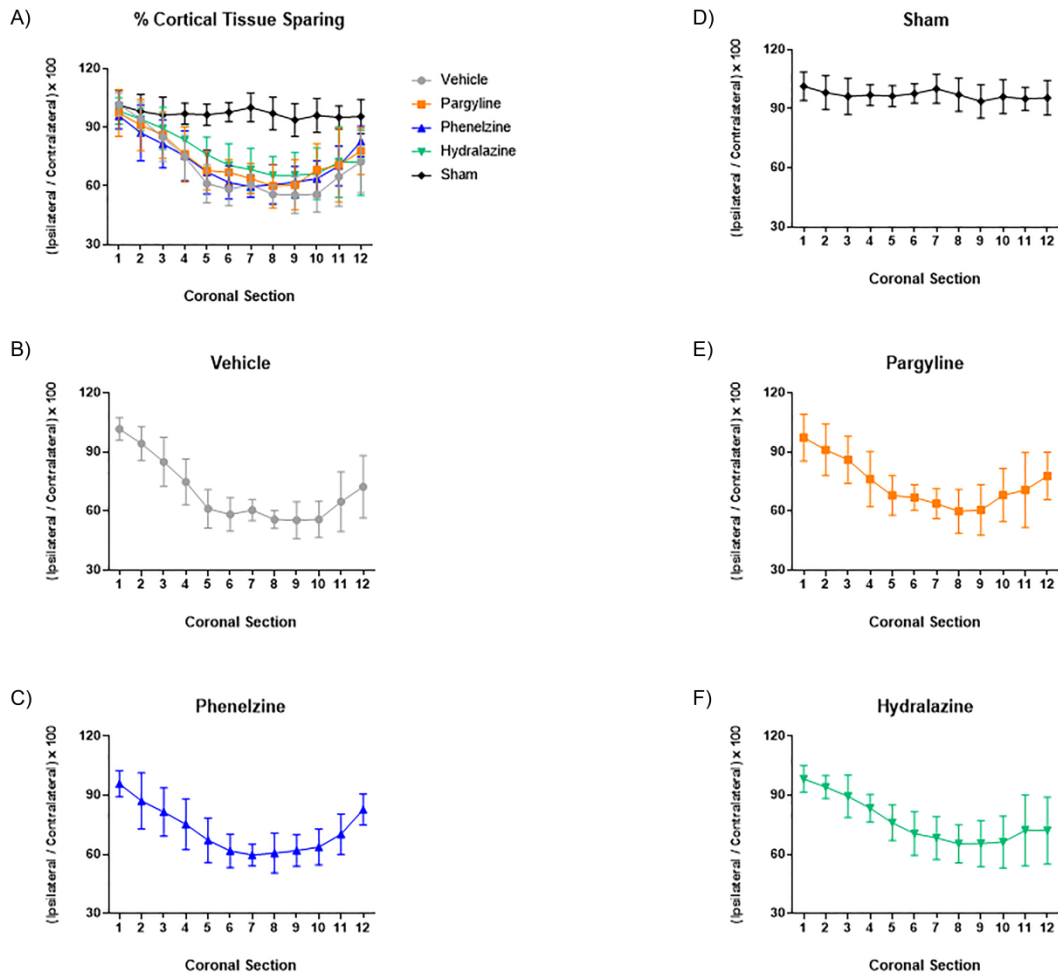 A)
% Cortical Tissue Sparing
(Ipsilateral / Contralateral) x 100
120
90
60
30
1 2 3 4 5 6 7 8 9 10 11 12
Coronal Section
Vehicle
Pargyline
Phenelzine
Hydralazine
Sham
D)
Sham
(Ipsilateral / Contralateral) x 100
120
90
60
30
1 2 3 4 5 6 7 8 9 10 11 12
Coronal Section
B)
Vehicle
(Ipsilateral / Contralateral) x 100
120
90
60
30
1 2 3 4 5 6 7 8 9 10 11 12
Coronal Section
E)
Pargyline
(Ipsilateral / Contralateral) x 100
120
90
60
30
1 2 3 4 5 6 7 8 9 10 11 12
Coronal Section
C)
Phenelzine
(Ipsilateral / Contralateral) x 100
120
90
60
30
1 2 3 4 5 6 7 8 9 10 11 12
Coronal Section
F)
Hydralazine
(Ipsilateral / Contralateral) x 100
120
90
60
30
1 2 3 4 5 6 7 8 9 10 11 12
Coronal Section